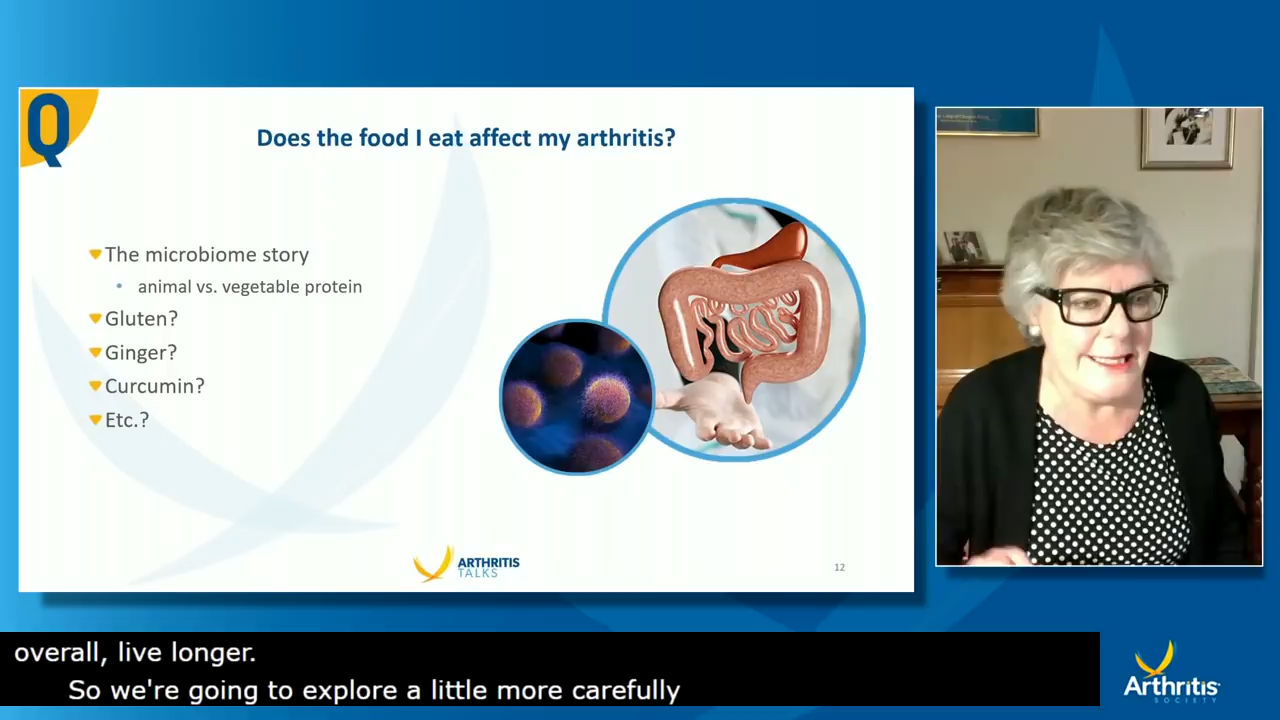 Q
Does the food I eat affect my arthritis?
The microbiome story
animal vs. vegetable protein
Gluten?
Ginger?
Curcumin?
Etc.?
ARTHRITIS
TALKS
12
overall, live longer.
So we're going to explore a little more carefully
Arthritis
SOCIETY